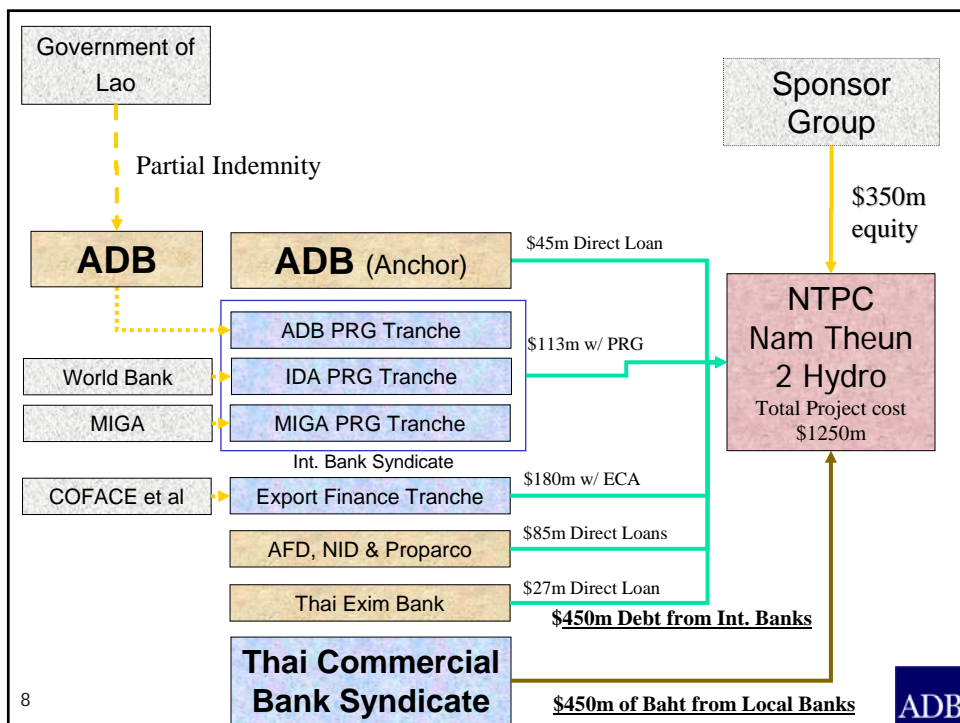 Government of
Lao
Partial Indemnity
Sponsor
Group
$350m
equity
ADB
ADB (Anchor)
$45m Direct Loan
ADB PRG Tranche
$113m w/ PRG
World Bank
IDA PRG Tranche
MIGA
MIGA PRG Tranche
Int. Bank Syndicate
NTPC
Nam Theun
2 Hydro
Total Project cost
$1250m
COFACE et al
Export Finance Tranche
$180m w/ ECA
AFD, NID & Proparco
$85m Direct Loans
Thai Exim Bank
$27m Direct Loan
$450m Debt from Int. Banks
Thai Commercial
Bank Syndicate
$450m of Baht from Local Banks
8
ADB